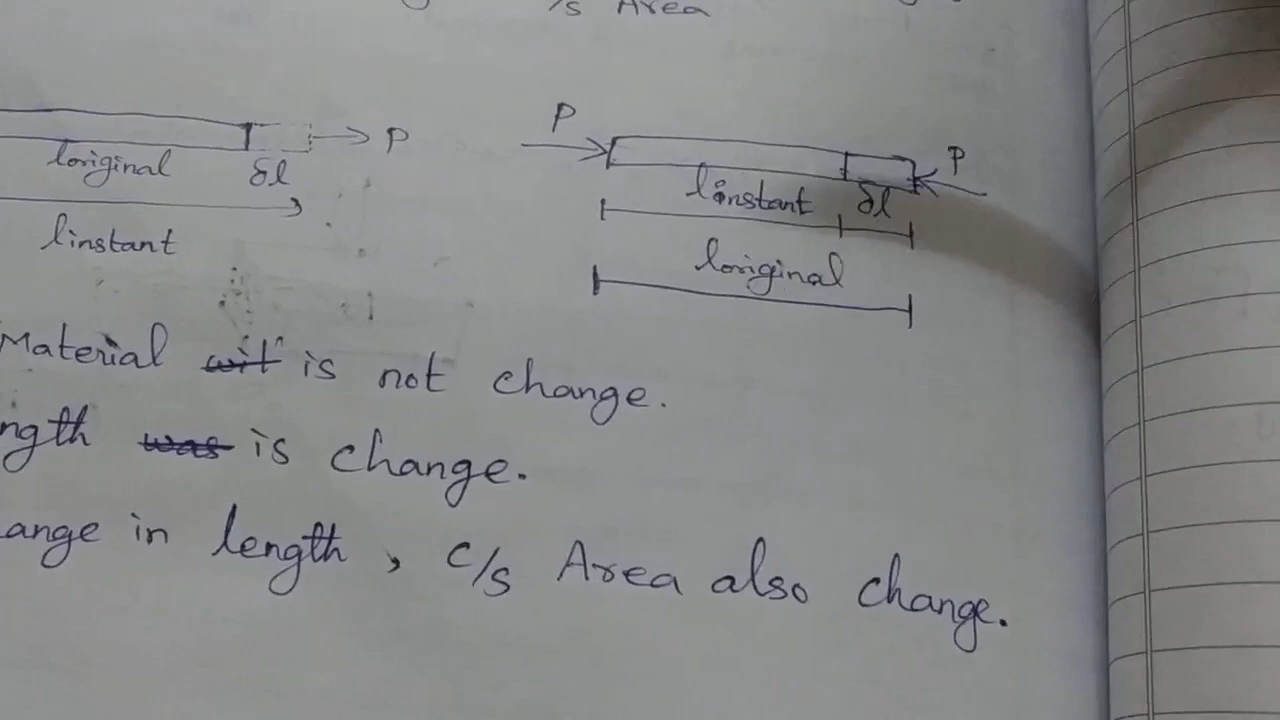 /s Area
P
P
P
loriginal
δl
linstant
δl
linstant
loriginal
Material wit is not change.
ngth was is change.
ange in length, c/s Area also change.